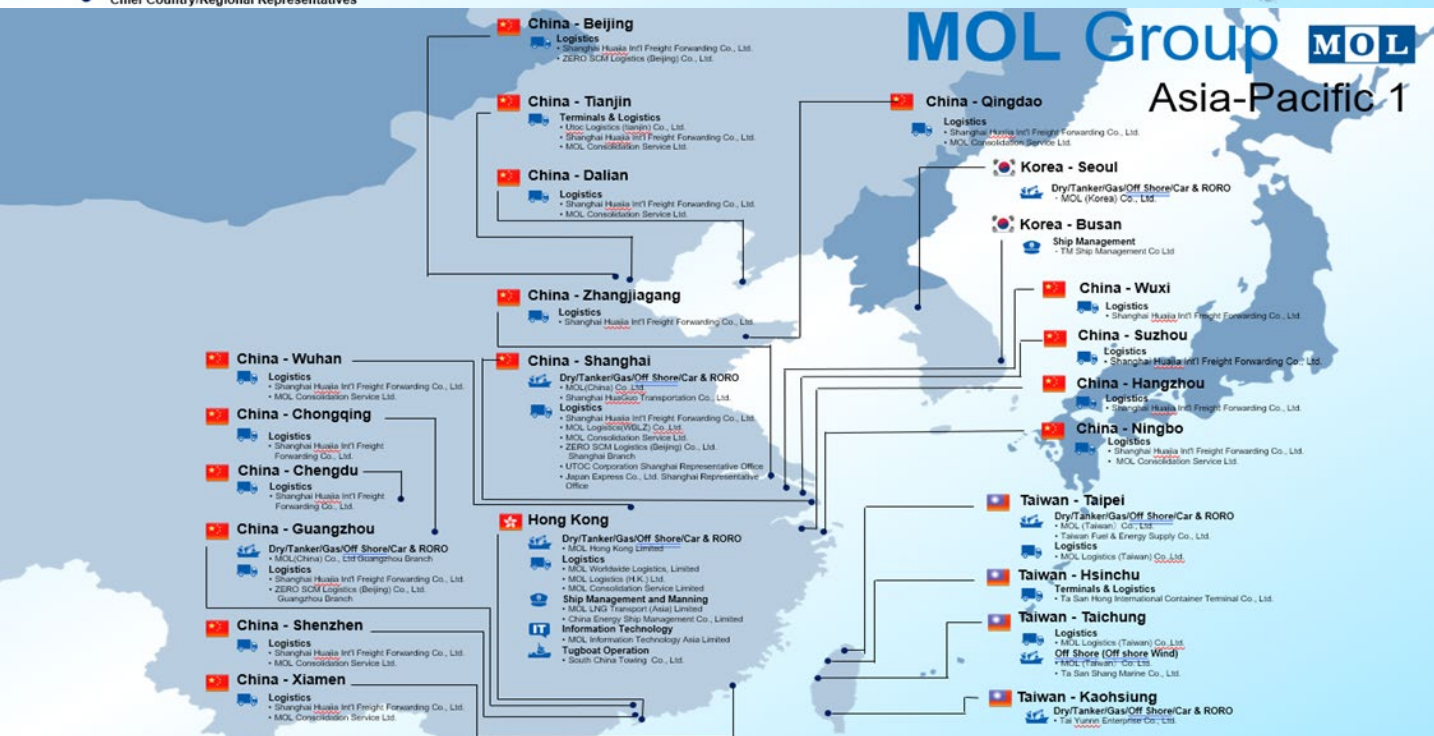 Chief Country/Regional Representatives
MOL Group MOL
Asia-Pacific 1
China - Beijing
Logistics
• Shanghai Huajia Int'l Freight Forwarding Co., Ltd.
• ZERO SCM Logistics (Beijing) Co., Ltd.
China - Tianjin
Terminals & Logistics
• Utoc Logistics (tianjin) Co., Ltd.
• Shanghai Huajia Int'l Freight Forwarding Co., Ltd.
• MOL Consolidation Service Ltd.
China - Dalian
Logistics
• Shanghai Huajia Int'l Freight Forwarding Co., Ltd.
• MOL Consolidation Service Ltd.
China - Zhangjiagang
Logistics
• Shanghai Huajia Int'l Freight Forwarding Co., Ltd.
China - Shanghai
Dry/Tanker/Gas/Off Shore/Car & RORO
• MOL(China) Co.,Ltd.
• Shanghai HuaGuo Transportation Co., Ltd.
Logistics
• Shanghai Huajia Int'l Freight Forwarding Co., Ltd.
• MOL Logistics(WBLZ) Co.,Ltd.
• MOL Consolidation Service Ltd.
• ZERO SCM Logistics (Beijing) Co., Ltd.
Shanghai Branch
• UTOC Corporation Shanghai Representative Office
• Japan Express Co., Ltd. Shanghai Representative
Office
Hong Kong
Dry/Tanker/Gas/Off Shore/Car & RORO
• MOL Hong Kong Limited
Logistics
• MOL Worldwide Logistics, Limited
• MOL Logistics (H.K.) Ltd.
• MOL Consolidation Service Limited
Ship Management and Manning
• MOL LNG Transport (Asia) Limited
• China Energy Ship Management Co., Limited
IT Information Technology
• MOL Information Technology Asia Limited
Tugboat Operation
• South China Towing Co., Ltd.
China - Wuhan
Logistics
• Shanghai Huajia Int'l Freight Forwarding Co., Ltd.
• MOL Consolidation Service Ltd.
China - Chongqing
Logistics
• Shanghai Huajia Int'l Freight
Forwarding Co., Ltd.
China - Chengdu
Logistics
• Shanghai Huajia Int'l Freight
Forwarding Co., Ltd.
China - Guangzhou
Dry/Tanker/Gas/Off Shore/Car & RORO
• MOL(China) Co., Ltd Guangzhou Branch
Logistics
• Shanghai Huajia Int'l Freight Forwarding Co., Ltd.
• ZERO SCM Logistics (Beijing) Co., Ltd.
Guangzhou Branch
China - Shenzhen
Logistics
• Shanghai Huajia Int'l Freight Forwarding Co., Ltd.
• MOL Consolidation Service Ltd.
China - Xiamen
Logistics
• Shanghai Huajia Int'l Freight Forwarding Co., Ltd.
• MOL Consolidation Service Ltd.
China - Qingdao
Logistics
• Shanghai Huajia Int'l Freight Forwarding Co., Ltd.
• MOL Consolidation Service Ltd.
Korea - Seoul
Dry/Tanker/Gas/Off Shore/Car & RORO
- MOL (Korea) Co., Ltd.
Korea - Busan
Ship Management
- TM Ship Management Co Ltd
China - Wuxi
Logistics
• Shanghai Huajia Int'l Freight Forwarding Co., Ltd.
China - Suzhou
Logistics
• Shanghai Huajia Int'l Freight Forwarding Co., Ltd.
China - Hangzhou
Logistics
• Shanghai Huajia Int'l Freight Forwarding Co., Ltd.
China - Ningbo
Logistics
• Shanghai Huajia Int'l Freight Forwarding Co., Ltd.
• MOL Consolidation Service Ltd.
Taiwan - Taipei
Dry/Tanker/Gas/Off Shore/Car & RORO
• MOL (Taiwan) Co., Ltd.
• Taiwan Fuel & Energy Supply Co., Ltd.
Logistics
• MOL Logistics (Taiwan) Co.,Ltd.
Taiwan - Hsinchu
Terminals & Logistics
• Ta San Hong International Container Terminal Co., Ltd.
Taiwan - Taichung
Logistics
• MOL Logistics (Taiwan) Co.,Ltd.
Off Shore (Off shore Wind)
• MOL (Taiwan) Co. Ltd.
• Ta San Shang Marine Co., Ltd.
Taiwan - Kaohsiung
Dry/Tanker/Gas/Off Shore/Car & RORO
• Tai Yunnn Enterprise Co., Ltd.